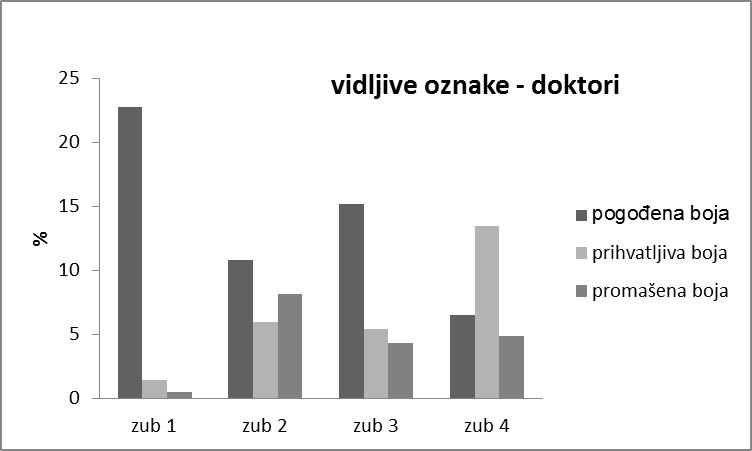 vidljive oznake - doktori
25
20
15
10
5
0
%
zub 1 zub 2 zub 3 zub 4
pogođena boja
prihvatljiva boja
promašena boja